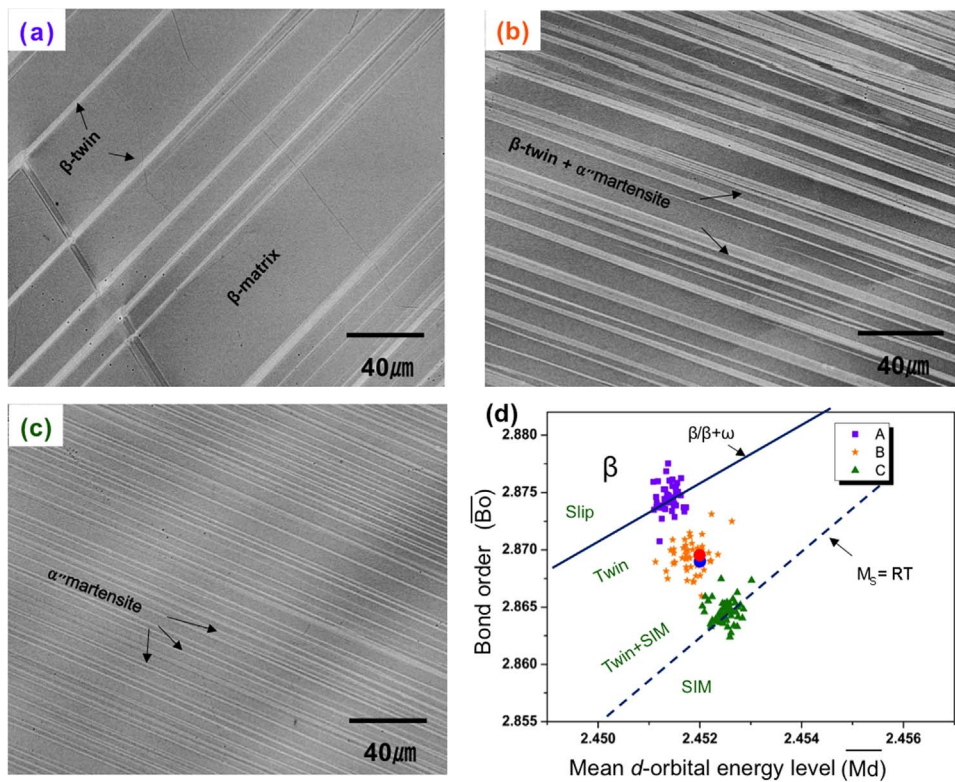 (a)
β-twin
β-matrix
40㎛
(b)
β-twin + α″martensite
40㎛
(c)
α″martensite
40㎛
(d)
2.880
2.875
2.870
2.865
2.860
2.855
Bond order (B̅o̅)
β/β+ω
A
B
C
β
Slip
Twin
Twin+SIM
SIM
Mₛ= RT
2.450
2.452
2.454
2.456
Mean d-orbital energy level (M̅d̅)